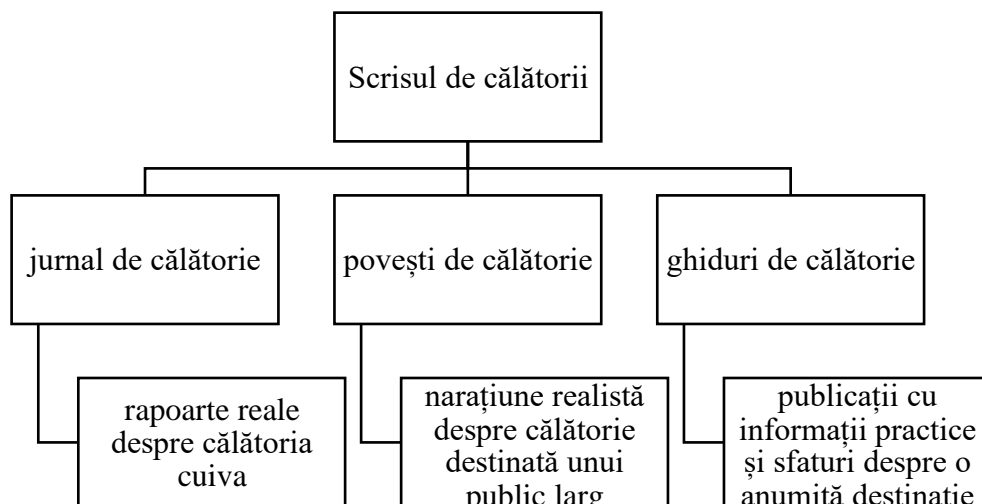 Scrisul de călătorii
jurnal de călătorie
povești de călătorie
ghiduri de călătorie
rapoarte reale
despre călătoria
cuiva
narațiune realistă
despre călătorie
destinată unui
public larg
publicații cu
informații practice
și sfaturi despre o
anumită destinație